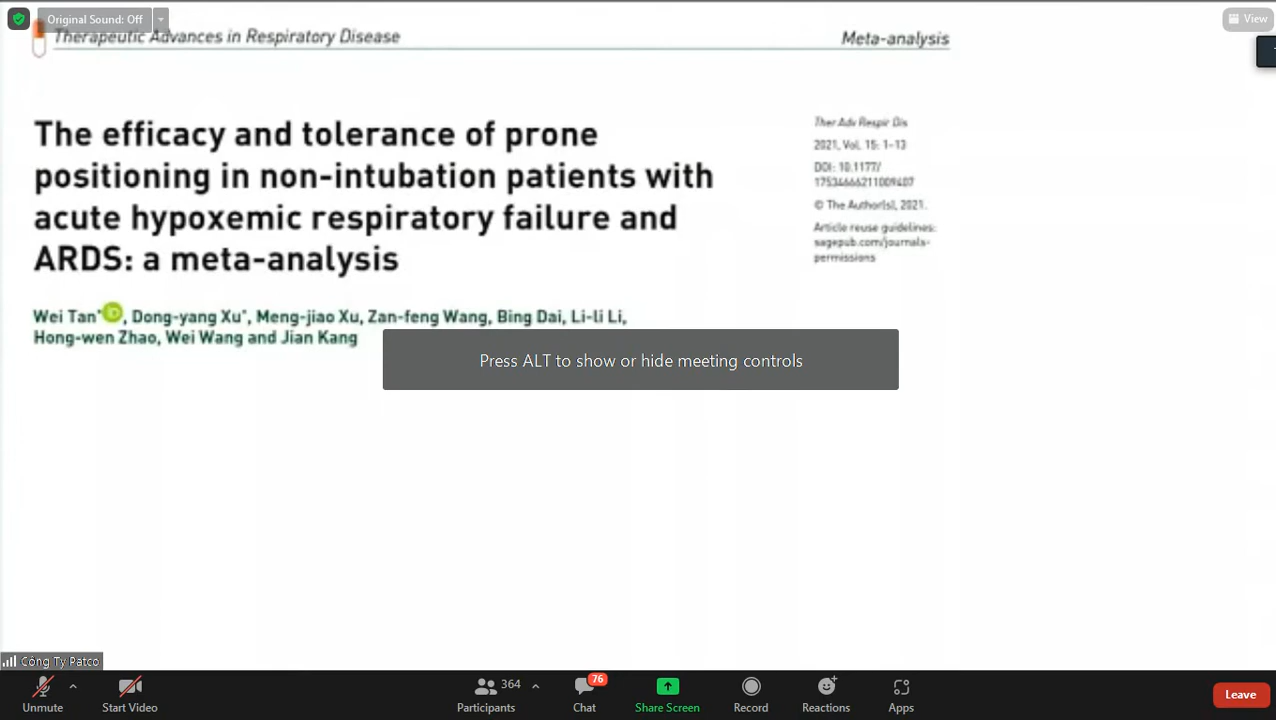 Original Sound: Off
View
Therapeutic Advances in Respiratory Disease
Meta-analysis
The efficacy and tolerance of prone
positioning in non-intubation patients with
acute hypoxemic respiratory failure and
ARDS: a meta-analysis
Ther Adv Respir Dis
2021, Vol. 15: 1–13
DOI: 10.1177/
17534666211009407
© The Author(s), 2021.
Article reuse guidelines:
sagepub.com/journals-
permissions
Wei Tan*iD, Dong-yang Xu*, Meng-jiao Xu, Zan-feng Wang, Bing Dai, Li-li Li,
Hong-wen Zhao, Wei Wang and Jian Kang
Press ALT to show or hide meeting controls
Công Ty Patco
Unmute
Start Video
Participants
364
Chat
76
Share Screen
Record
Reactions
Apps
Leave